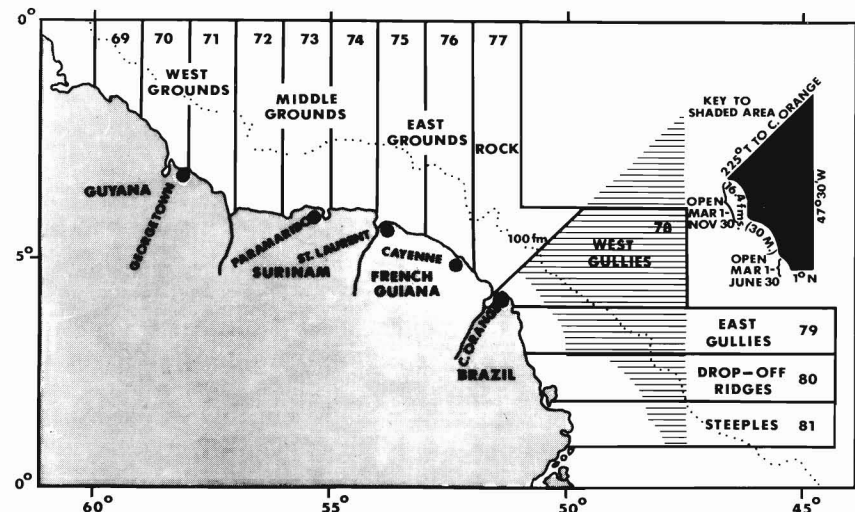 0°
69 70 71 72 73 74 75 76 77
WEST
GROUNDS
MIDDLE
GROUNDS
EAST
GROUNDS
ROCK
KEY TO
SHADED AREA
225° T TO C. ORANGE
47°30'W
OPEN
MAR 1-
NOV 30
(30 M.)
OPEN
MAR 1-
JUNE 30
1°N
GUYANA
GEORGETOWN
PARAMARIBO
SURINAM
ST. LAURENT
CAYENNE
FRENCH
GUIANA
100 fm
78
WEST
GULLIES
5°
C. ORANGE
BRAZIL
EAST
GULLIES 79
DROP-OFF
RIDGES 80
STEEPLES 81
0°
60° 55° 50° 45°